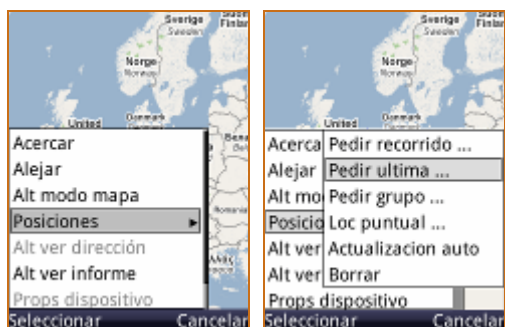 Sverige
Sweden
Norge
Norway
Danmark
United
Acercar
Alejar
Alt modo mapa
Posiciones
Alt ver dirección
Alt ver informe
Props dispositivo
Seleccionar Cancelar
Sverige
Sweden
Norge
Norway
Danmark
United
Acerca Pedir recorrido ...
Alejar Pedir ultima ...
Alt mo Pedir grupo ...
Posicio Loc puntual ...
Alt ver Actualizacion auto
Alt ver Borrar
Props dispositivo
Seleccionar Cancelar